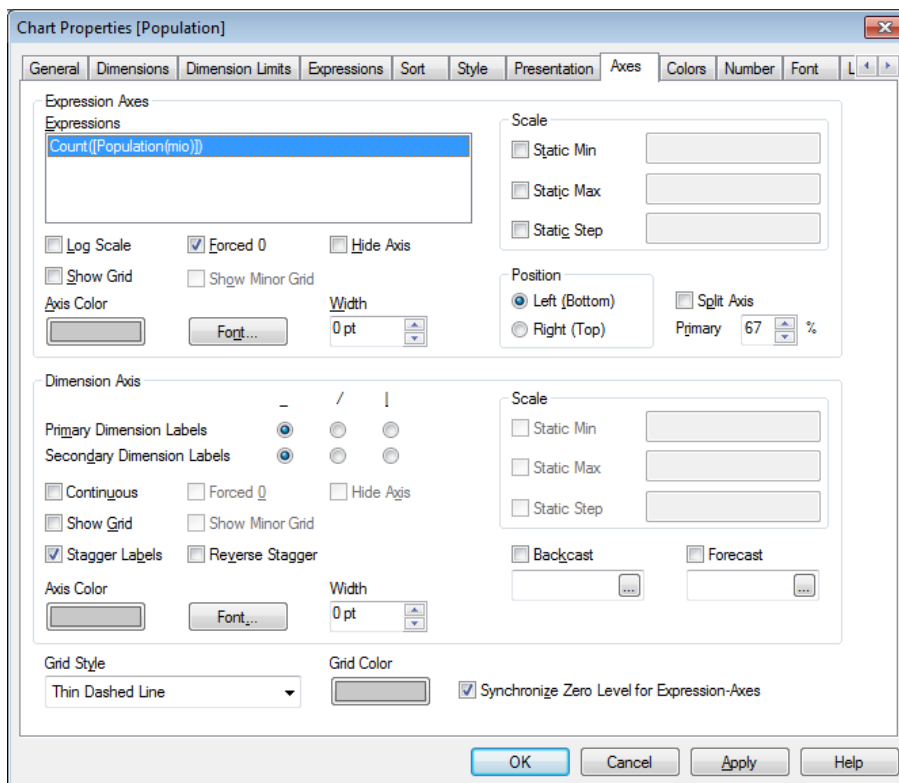 Chart Properties [Population]
General Dimensions Dimension Limits Expressions Sort Style Presentation Axes Colors Number Font L
Expression Axes
Expressions
Count([Population(mio)])
Log Scale Forced 0 Hide Axis
Show Grid Show Minor Grid
Axis Color Width
Font... 0 pt
Scale
Static Min
Static Max
Static Step
Position
Left (Bottom) Split Axis
Right (Top) Primary 67 %
Dimension Axis
_ / |
Primary Dimension Labels
Secondary Dimension Labels
Continuous Forced 0 Hide Axis
Show Grid Show Minor Grid
Stagger Labels Reverse Stagger
Axis Color Width
Font... 0 pt
Scale
Static Min
Static Max
Static Step
Backcast Forecast
... ...
Grid Style Grid Color
Thin Dashed Line Synchronize Zero Level for Expression-Axes
OK Cancel Apply Help